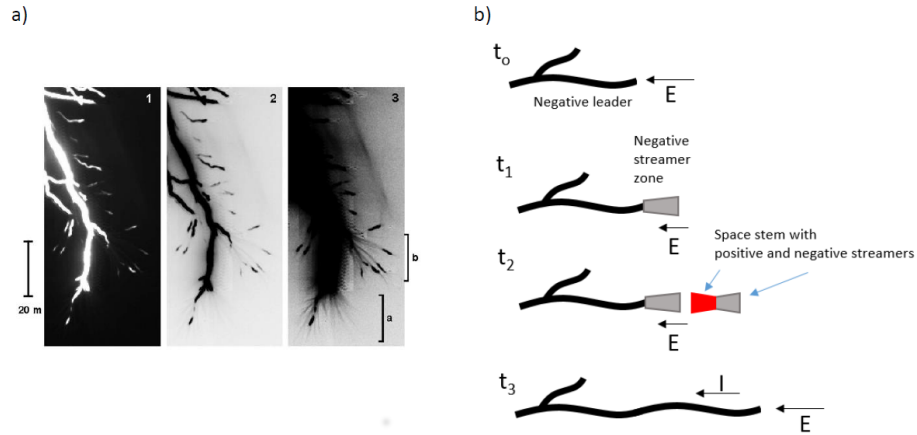 a)
1
2
3
20 m
b
a
b)
to
E
Negative leader
Negative
streamer
zone
t1
E
Space stem with
positive and negative streamers
t2
E
t3
I
E